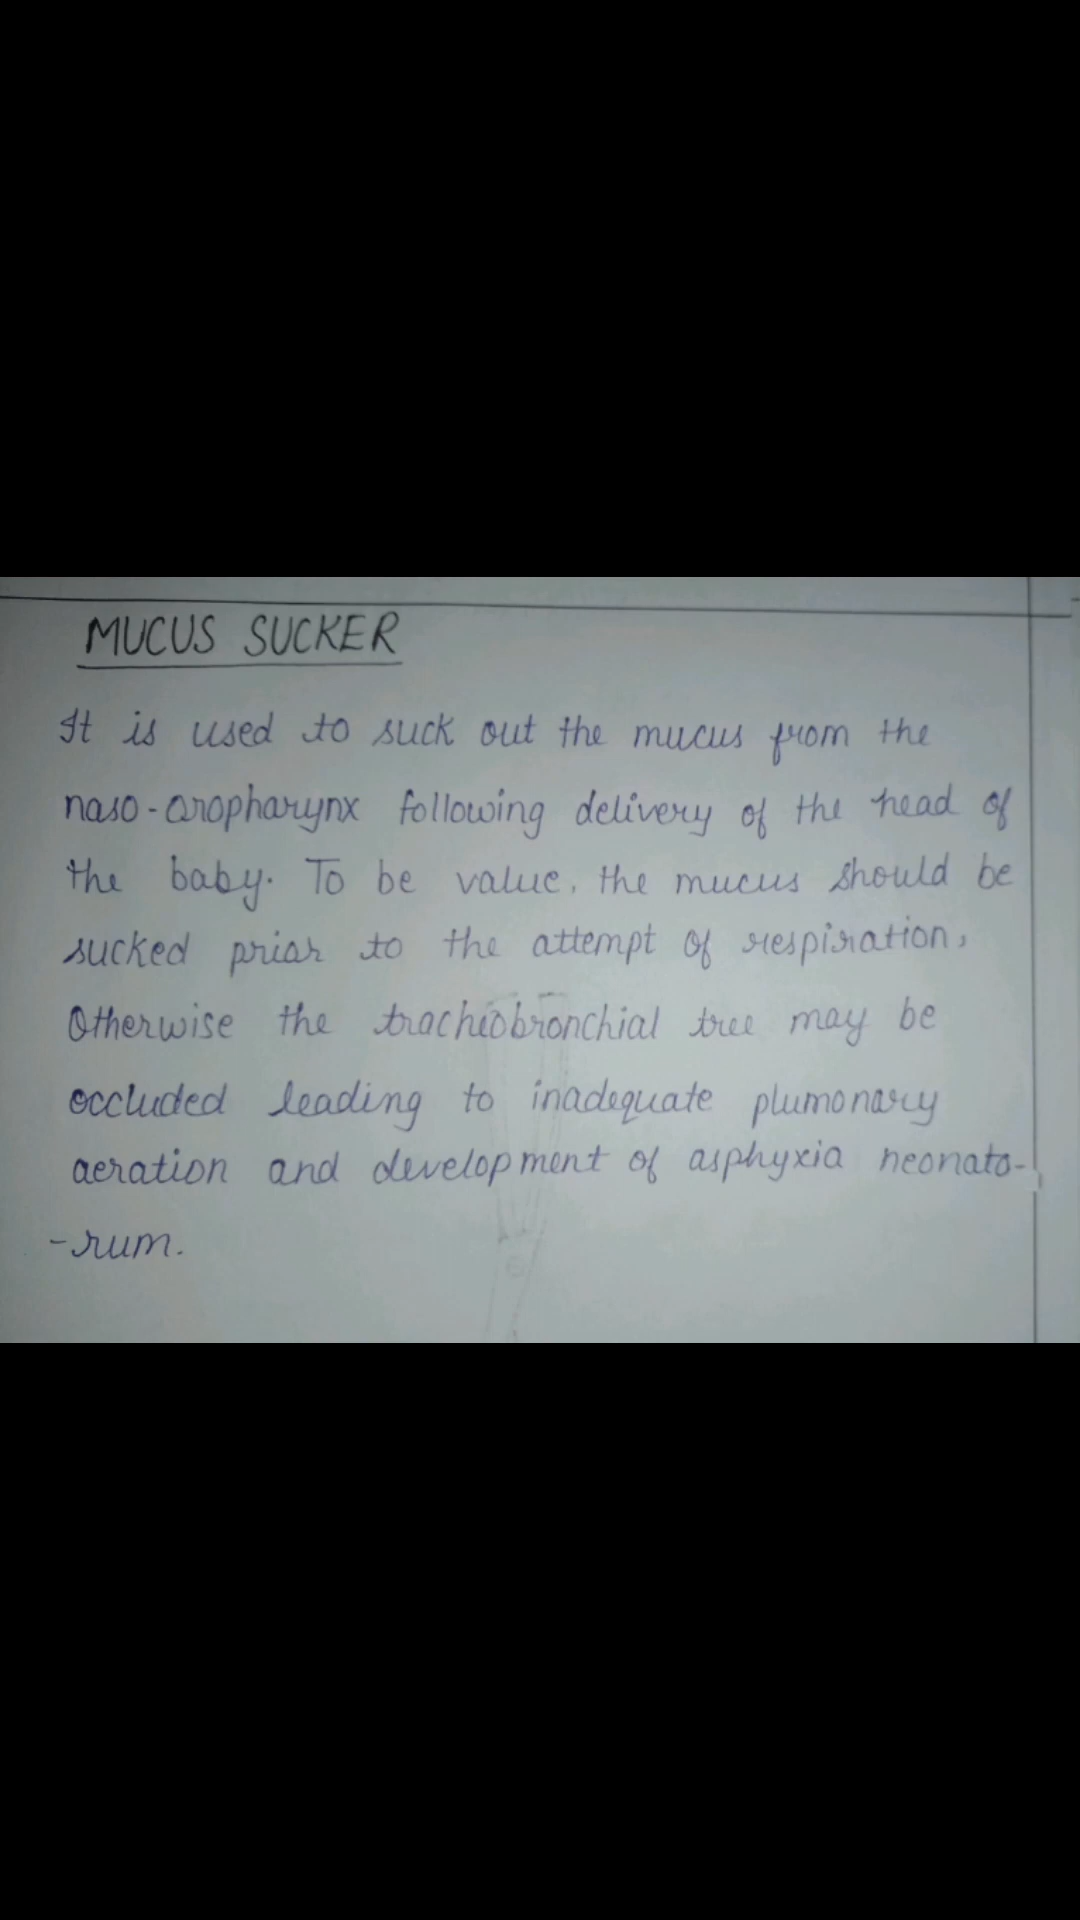 MUCUS SUCKER
It is used to suck out the mucus from the
naso-oropharynx following delivery of the head of
the baby. To be value, the mucus should be
sucked prior to the attempt of respiration,
Otherwise the tracheobronchial tree may be
occluded leading to inadequate plumonary
aeration and development of asphyxia neonato-
-rum.